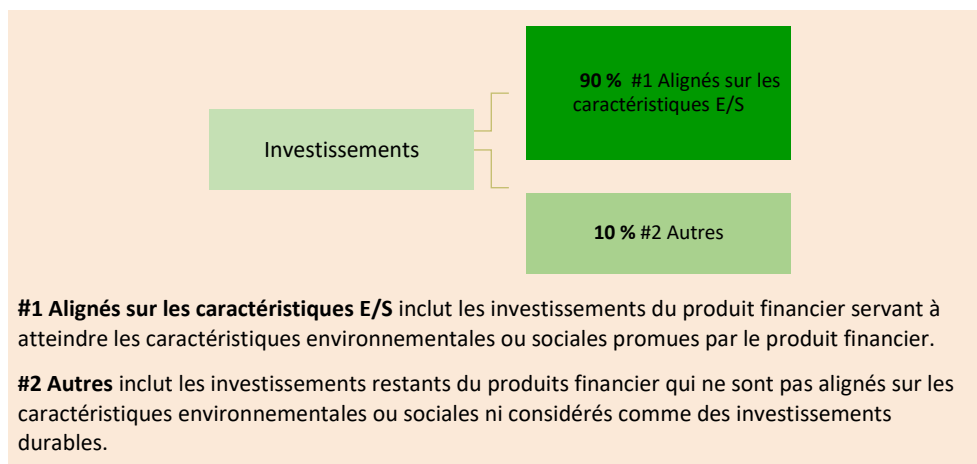 90 % #1 Alignés sur les
caractéristiques E/S
Investissements
10 % #2 Autres
#1 Alignés sur les caractéristiques E/S inclut les investissements du produit financier servant à
atteindre les caractéristiques environnementales ou sociales promues par le produit financier.
#2 Autres inclut les investissements restants du produits financier qui ne sont pas alignés sur les
caractéristiques environnementales ou sociales ni considérés comme des investissements
durables.